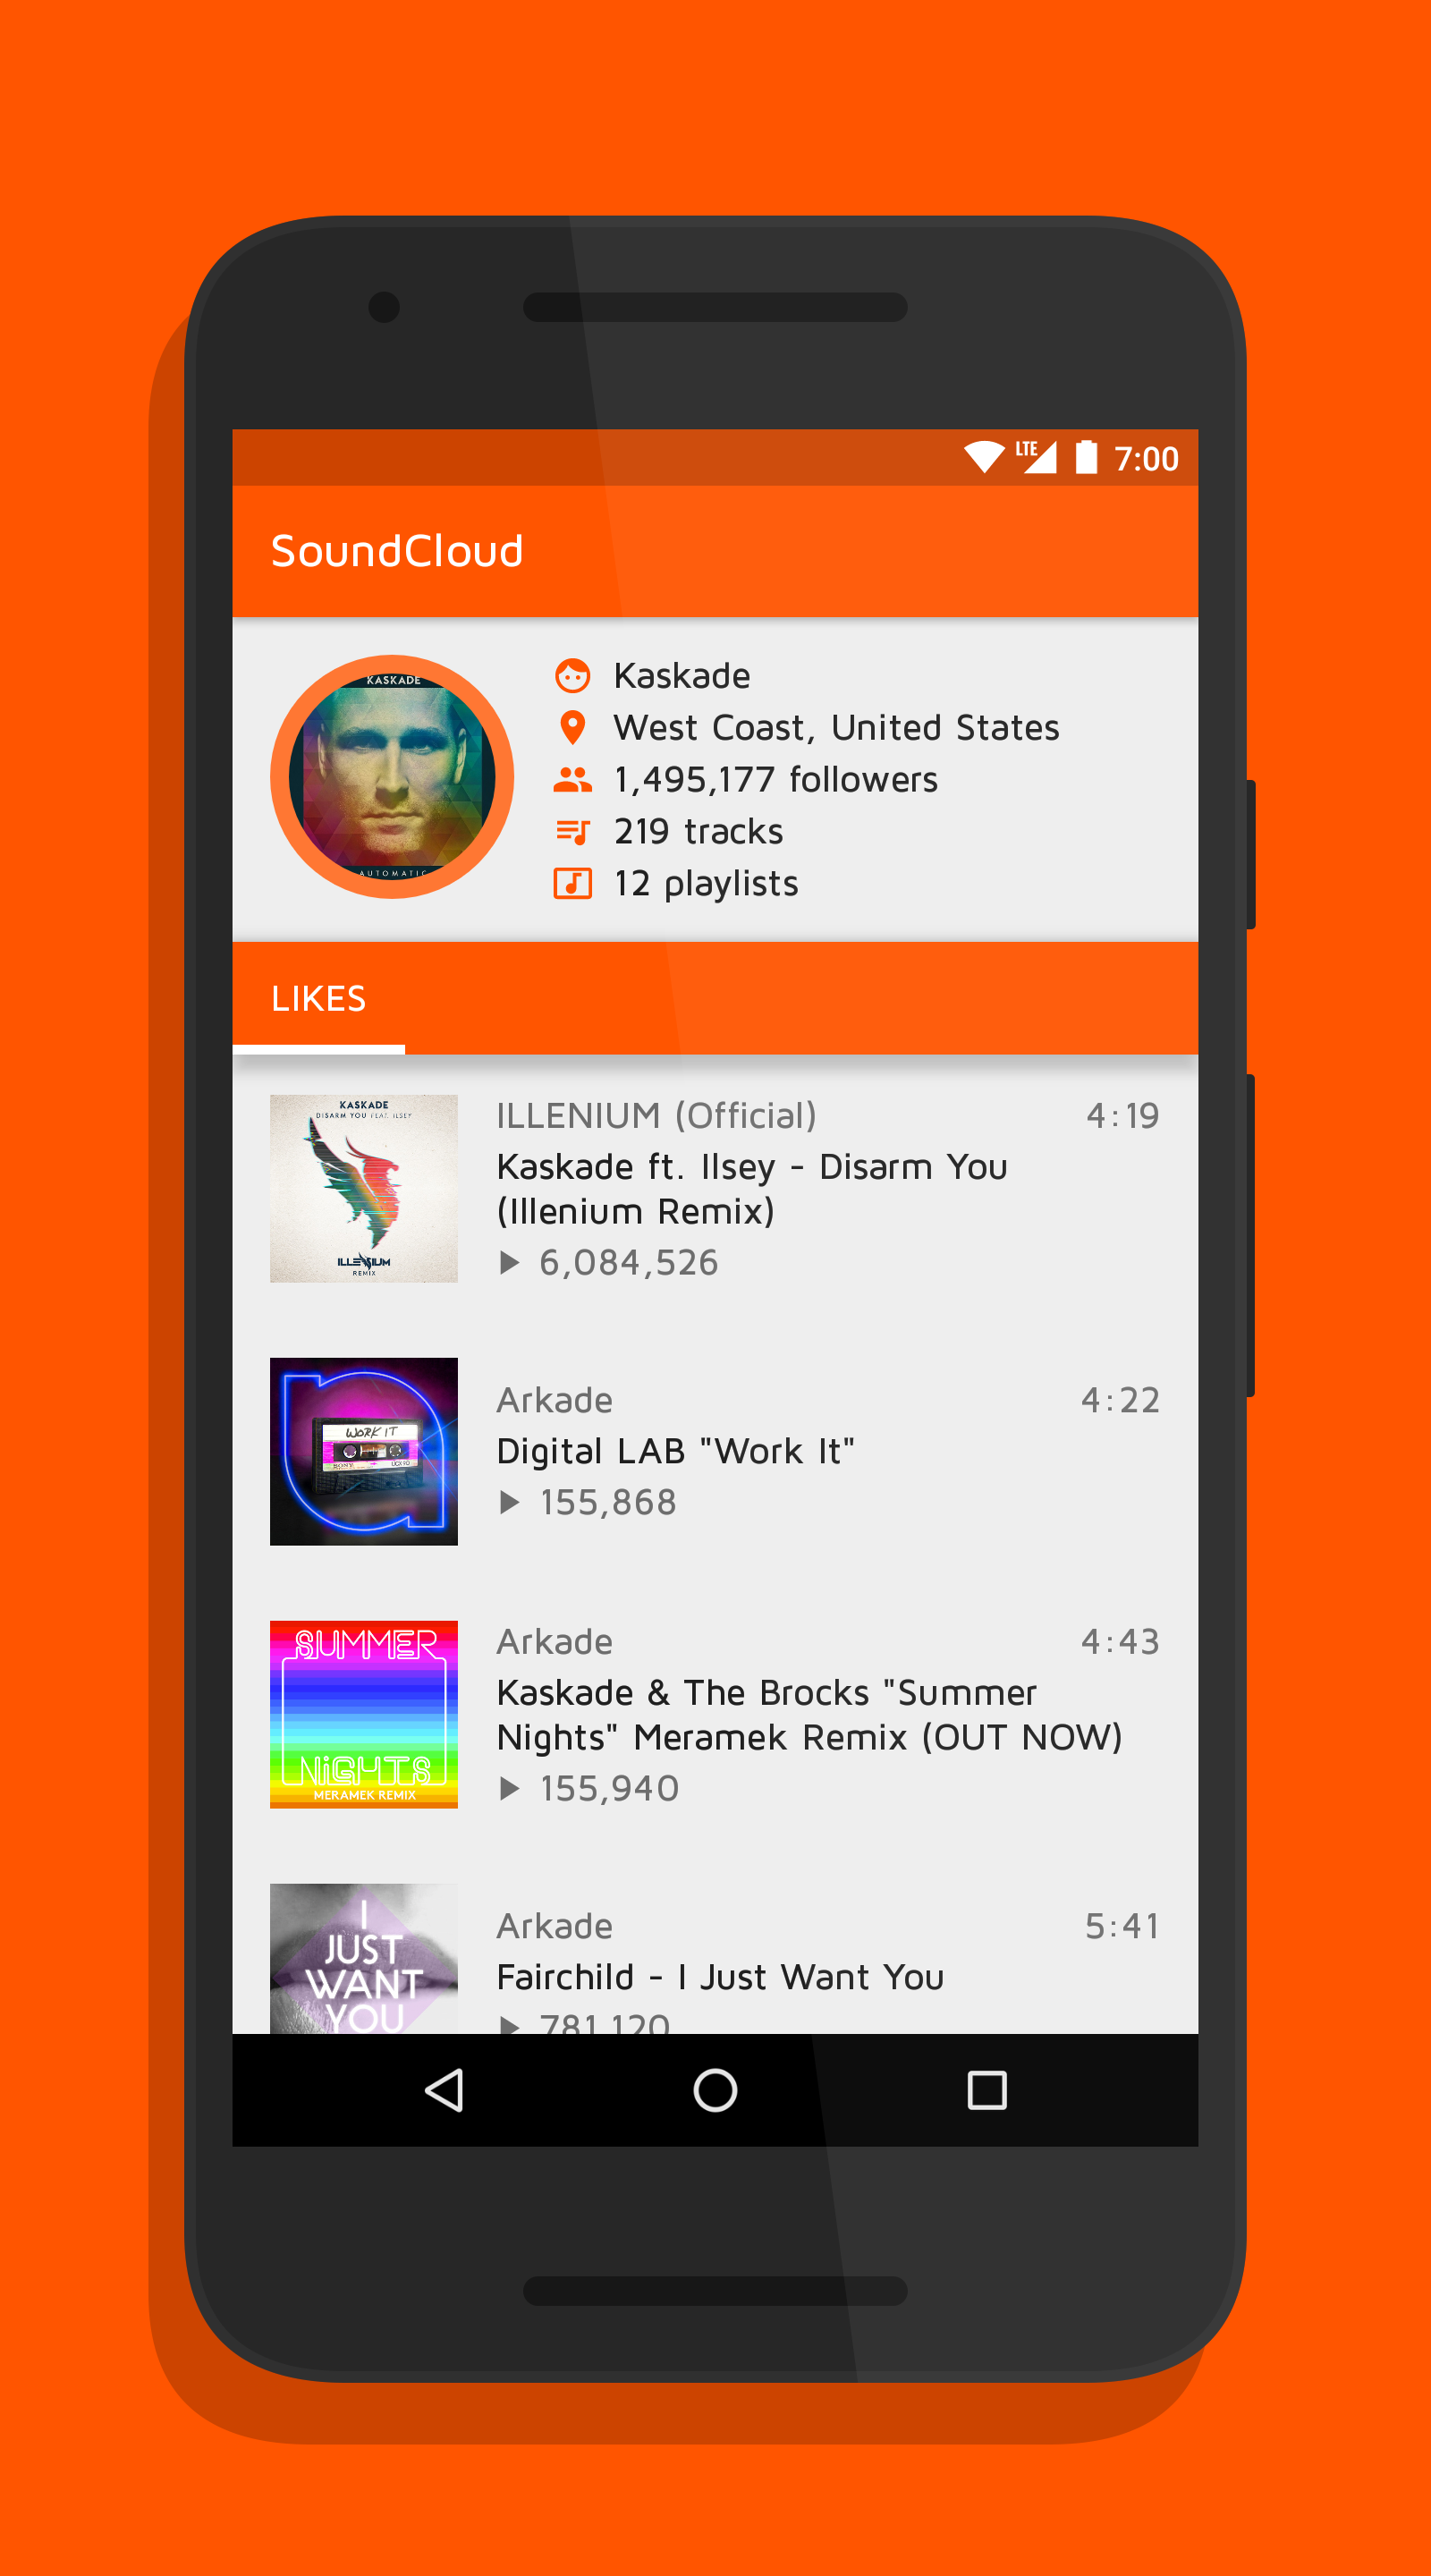 LTE 7:00
SoundCloud
KASKADE
AUTOMATIC
Kaskade
West Coast, United States
1,495,177 followers
219 tracks
12 playlists
LIKES
KASKADE
DISARM YOU FEAT. ILSEY
ILLENIUM
REMIX
ILLENIUM (Official) 4:19
Kaskade ft. Ilsey - Disarm You
(Illenium Remix)
6,084,526
WORK IT
Arkade 4:22
Digital LAB "Work It"
155,868
SUMMER
NiGHTS
MERAMEK REMIX
Arkade 4:43
Kaskade & The Brocks "Summer
Nights" Meramek Remix (OUT NOW)
155,940
I
JUST
WANT
YOU
Arkade 5:41
Fairchild - I Just Want You
781,120